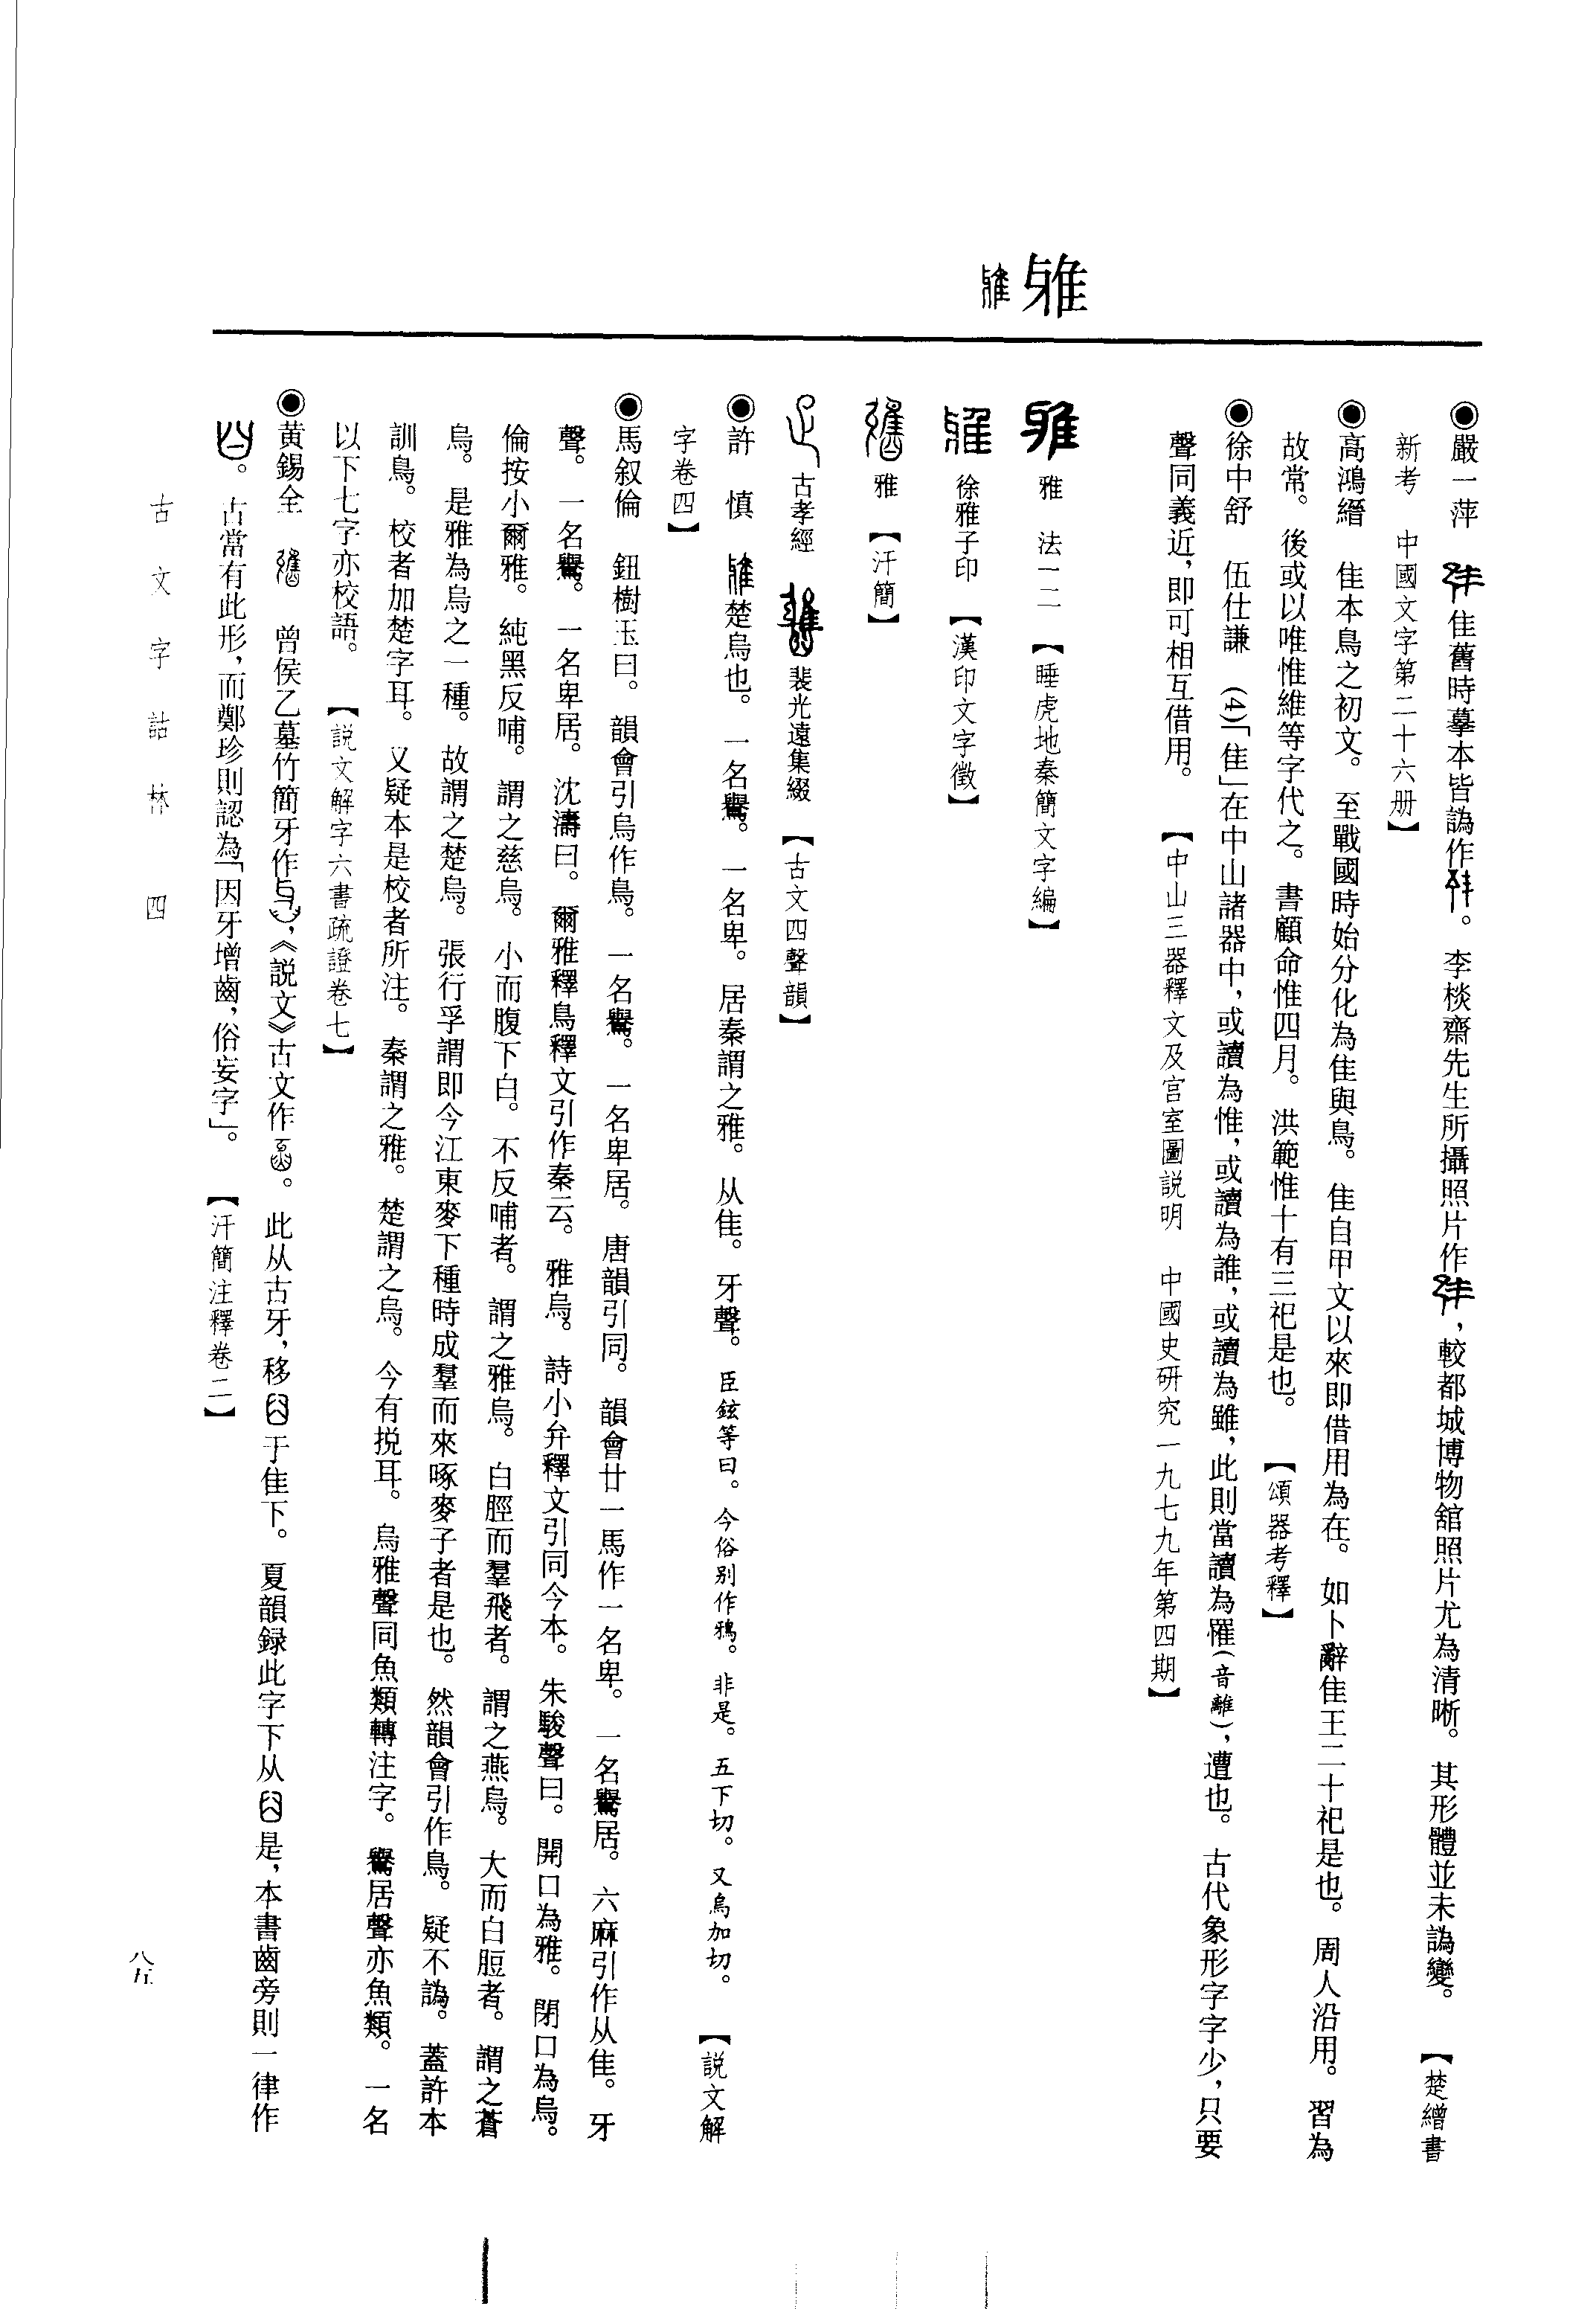 雅
◉嚴一萍　隹舊時摹本皆譌作。李棪齋先生所攝照片作，較都城博物舘照片尤為清晰。其形體並未譌變。　【楚繒書
新考　中國文字第二十六册】
◉高鴻縉　隹本鳥之初文。至戰國時始分化為隹與鳥。隹自甲文以來即借用為在。如卜辭隹王二十祀是也。周人沿用。習為
故常。後或以唯惟維等字代之。書顧命惟四月。洪範惟十有三祀是也。　【頌器考釋】
◉徐中舒　伍仕謙　(4)「隹」在中山諸器中，或讀為惟，或讀為誰，或讀為雖，此則當讀為罹（音離），遭也。古代象形字字少，只要
聲同義近，即可相互借用。　【中山三器釋文及宫室圖説明　中國史研究一九七九年第四期】
雅　法一二　【睡虎地秦簡文字編】
徐雅子印　【漢印文字徵】
雅　【汗簡】
古孝經　裴光遠集綴　【古文四聲韻】
◉許　慎　雅楚烏也。一名鸒。一名卑。居秦謂之雅。从隹。牙聲。臣鉉等曰。今俗别作鴉。非是。五下切。又烏加切。　【説文解
字卷四】
◉馬叙倫　鈕樹玉曰。韻會引烏作鳥。一名鸒。一名卑居。唐韻引同。韻會廿一馬作一名卑。一名鸒居。六麻引作从隹。牙
聲。一名鸒。一名卑居。沈濤曰。爾雅釋鳥釋文引作秦云。雅烏。詩小弁釋文引同今本。朱駿聲曰。開口為雅。閉口為烏。
倫按小爾雅。純黑反哺。謂之慈烏。小而腹下白。不反哺者。謂之雅烏。白脛而羣飛者。謂之燕烏。大而白脰者。謂之蒼
烏。是雅為烏之一種。故謂之楚烏。張行孚謂即今江東麥下種時成羣而來啄麥子者是也。然韻會引作鳥。疑不譌。蓋許本
訓鳥。校者加楚字耳。又疑本是校者所注。秦謂之雅。楚謂之烏。今有挩耳。烏雅聲同魚類轉注字。鸒居聲亦魚類。一名
以下七字亦校語。　【説文解字六書疏證卷七】
◉黄錫全　曾侯乙墓竹簡牙作，《説文》古文作。此从古牙，移于隹下。夏韻録此字下从是，本書齒旁則一律作
。古當有此形，而鄭珍則認為「因牙增齒，俗妄字」。　【汗簡注釋卷二】
古文字詁林　四
八五